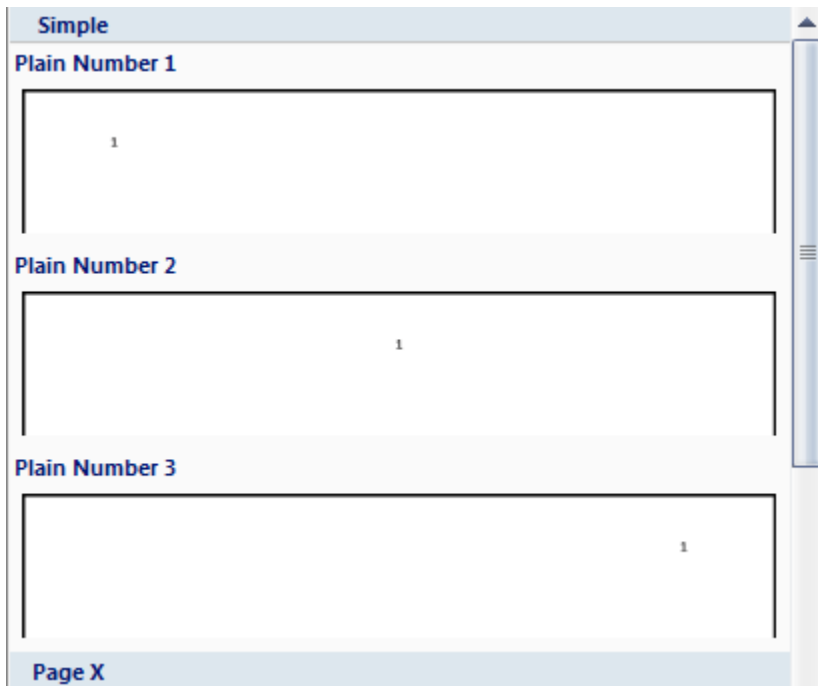 Simple
Plain Number 1
1
Plain Number 2
1
Plain Number 3
1
Page X